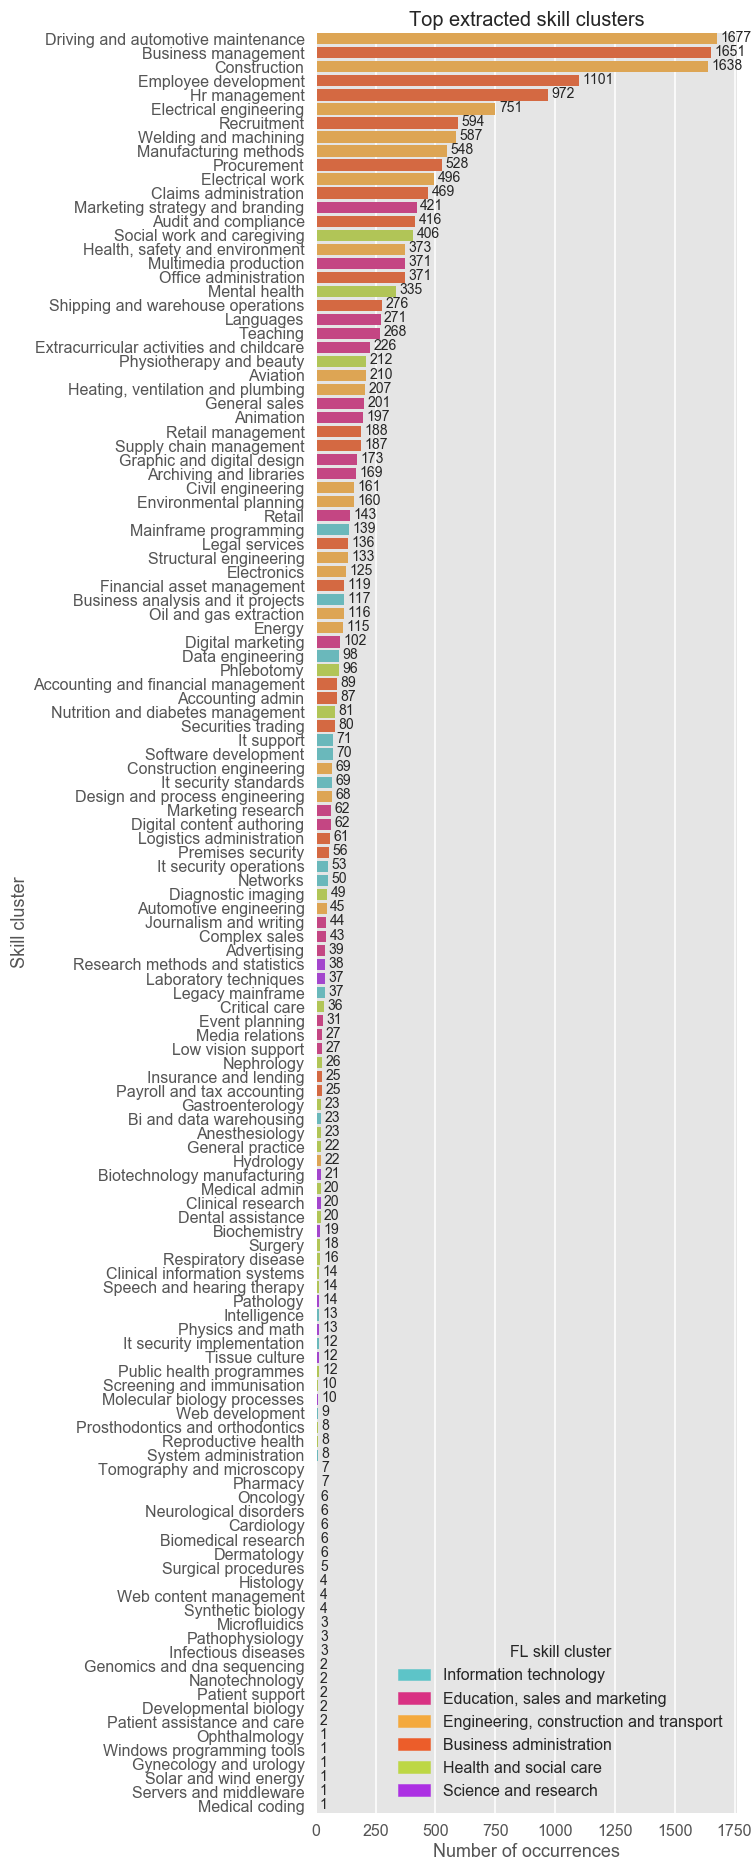 Top extracted skill clusters
Driving and automotive maintenance 1677
Business management 1651
Construction 1638
Employee development 1101
Hr management 972
Electrical engineering 751
Recruitment 594
Welding and machining 587
Manufacturing methods 548
Procurement 528
Electrical work 496
Claims administration 469
Marketing strategy and branding 421
Audit and compliance 416
Social work and caregiving 406
Health, safety and environment 373
Multimedia production 371
Office administration 371
Mental health 335
Shipping and warehouse operations 276
Languages 271
Teaching 268
Extracurricular activities and childcare 226
Physiotherapy and beauty 212
Aviation 210
Heating, ventilation and plumbing 207
General sales 201
Animation 197
Retail management 188
Supply chain management 187
Graphic and digital design 173
Archiving and libraries 169
Civil engineering 161
Environmental planning 160
Retail 143
Mainframe programming 139
Legal services 136
Structural engineering 133
Electronics 125
Financial asset management 119
Business analysis and it projects 117
Oil and gas extraction 116
Energy 115
Digital marketing 102
Data engineering 98
Phlebotomy 96
Accounting and financial management 89
Accounting admin 87
Nutrition and diabetes management 81
Securities trading 80
It support 71
Software development 70
Construction engineering 69
It security standards 69
Design and process engineering 68
Marketing research 62
Digital content authoring 62
Logistics administration 61
Premises security 56
It security operations 53
Networks 50
Diagnostic imaging 49
Automotive engineering 45
Journalism and writing 44
Complex sales 43
Advertising 39
Research methods and statistics 38
Laboratory techniques 37
Legacy mainframe 37
Critical care 36
Event planning 31
Media relations 27
Low vision support 27
Nephrology 26
Insurance and lending 25
Payroll and tax accounting 25
Gastroenterology 23
Bi and data warehousing 23
Anesthesiology 23
General practice 22
Hydrology 22
Biotechnology manufacturing 21
Medical admin 20
Clinical research 20
Dental assistance 20
Biochemistry 19
Surgery 18
Respiratory disease 16
Clinical information systems 14
Speech and hearing therapy 14
Pathology 14
Intelligence 13
Physics and math 13
It security implementation 12
Tissue culture 12
Public health programmes 12
Screening and immunisation 10
Molecular biology processes 10
Web development 9
Prosthodontics and orthodontics 8
Reproductive health 8
System administration 8
Tomography and microscopy 7
Pharmacy 7
Oncology 6
Neurological disorders 6
Cardiology 6
Biomedical research 6
Dermatology 6
Surgical procedures 5
Histology 4
Web content management 4
Synthetic biology 4
Microfluidics 3
Pathophysiology 3
Infectious diseases 3
Genomics and dna sequencing 2
Nanotechnology 2
Patient support 2
Developmental biology 2
Patient assistance and care 2
Ophthalmology 1
Windows programming tools 1
Gynecology and urology 1
Solar and wind energy 1
Servers and middleware 1
Medical coding 1
Skill cluster
FL skill cluster
Information technology
Education, sales and marketing
Engineering, construction and transport
Business administration
Health and social care
Science and research
0 250 500 750 1000 1250 1500 1750
Number of occurrences